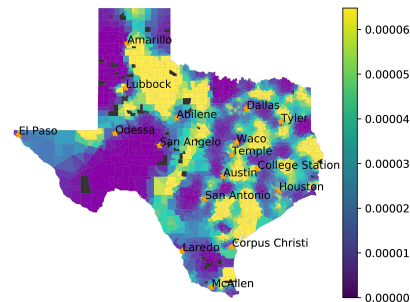 Amarillo
Lubbock
Abilene
Dallas
Tyler
El Paso
Odessa
San Angelo
Waco
Temple
College Station
Austin
Houston
San Antonio
Laredo
Corpus Christi
McAllen
0.00006
0.00005
0.00004
0.00003
0.00002
0.00001
0.00000